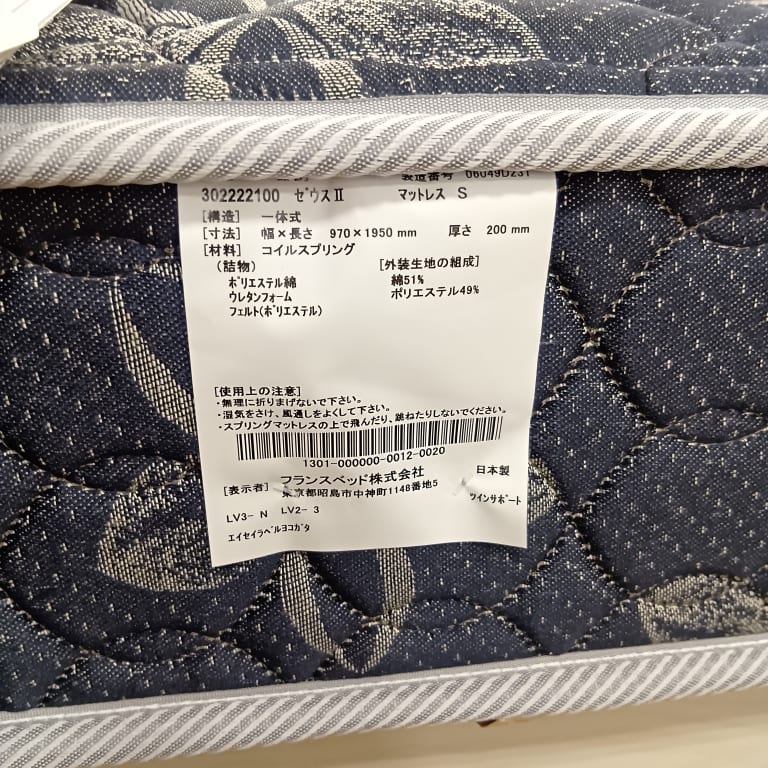 製造番号 06049D231
302222100 ゼウスⅡ マットレス S
[構造] 一体式
[寸法] 幅×長さ 970×1950 mm 厚さ 200 mm
[材料] コイルスプリング
(詰物) [外装生地の組成]
ポリエステル綿 綿51%
ウレタンフォーム ポリエステル49%
フェルト(ポリエステル)
[使用上の注意]
・無理に折りまげないで下さい。
・湿気をさけ、風通しをよくして下さい。
・スプリングマットレスの上で飛んだり、跳ねたりしないでください。
1301-000000-0012-0020
[表示者] フランスベッド株式会社 日本製
東京都昭島市中神町1148番地5 ツインサポート
LV3- N LV2- 3
エイセイラベルヨコガタ